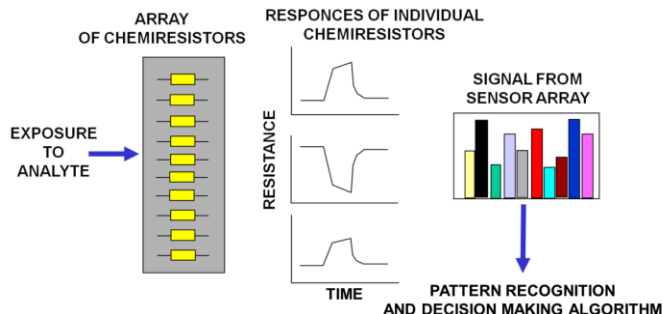 ARRAY
OF CHEMIRESISTORS
RESPONCES OF INDIVIDUAL
CHEMIRESISTORS
SIGNAL FROM
SENSOR ARRAY
EXPOSURE
TO
ANALYTE
RESISTANCE
TIME
PATTERN RECOGNITION
AND DECISION MAKING ALGORITHM